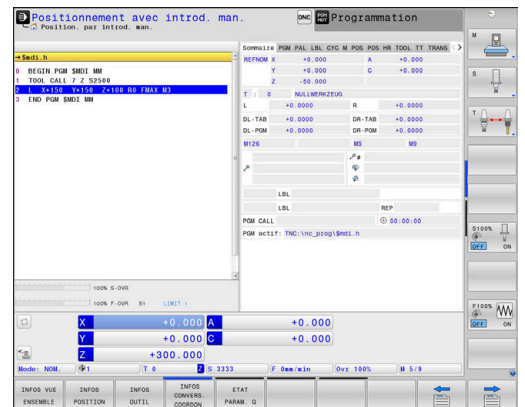 Positionnement avec introd. man.
Position. par introd. man.
DNC
Programmation
→$mdi.h
0 BEGIN PGM $MDI MM
1 TOOL CALL 7 Z S2500
2 L X+150 Y+150 Z+100 R0 FMAX M3
3 END PGM $MDI MM
100% S-OVR
100% F-OVR S1 LIMIT 1
Sommaire PGM PAL LBL CYC M POS POS HR TOOL TT TRANS
REFNOM X +0.000 A +0.000
Y +0.000 C +0.000
Z -50.000
T : 0 NULLWERKZEUG
L +0.0000 R +0.0000
DL-TAB +0.0000 DR-TAB +0.0000
DL-PGM +0.0000 DR-PGM +0.0000
M126 M5 M9
LBL
LBL REP
PGM CALL 00:00:00
PGM actif: TNC:\nc_prog\$mdi.h
X +0.000 A +0.000
Y +0.000 C +0.000
Z +300.000
Mode: NOM. 1 T 0 Z S 3333 F 0mm/min Ovr 100% M 5/9
INFOS VUE ENSEMBLE
INFOS POSITION
INFOS OUTIL
INFOS CONVERS. COORDON.
ETAT PARAM. Q
M
S
T
S100%
OFF ON
F100%
OFF ON